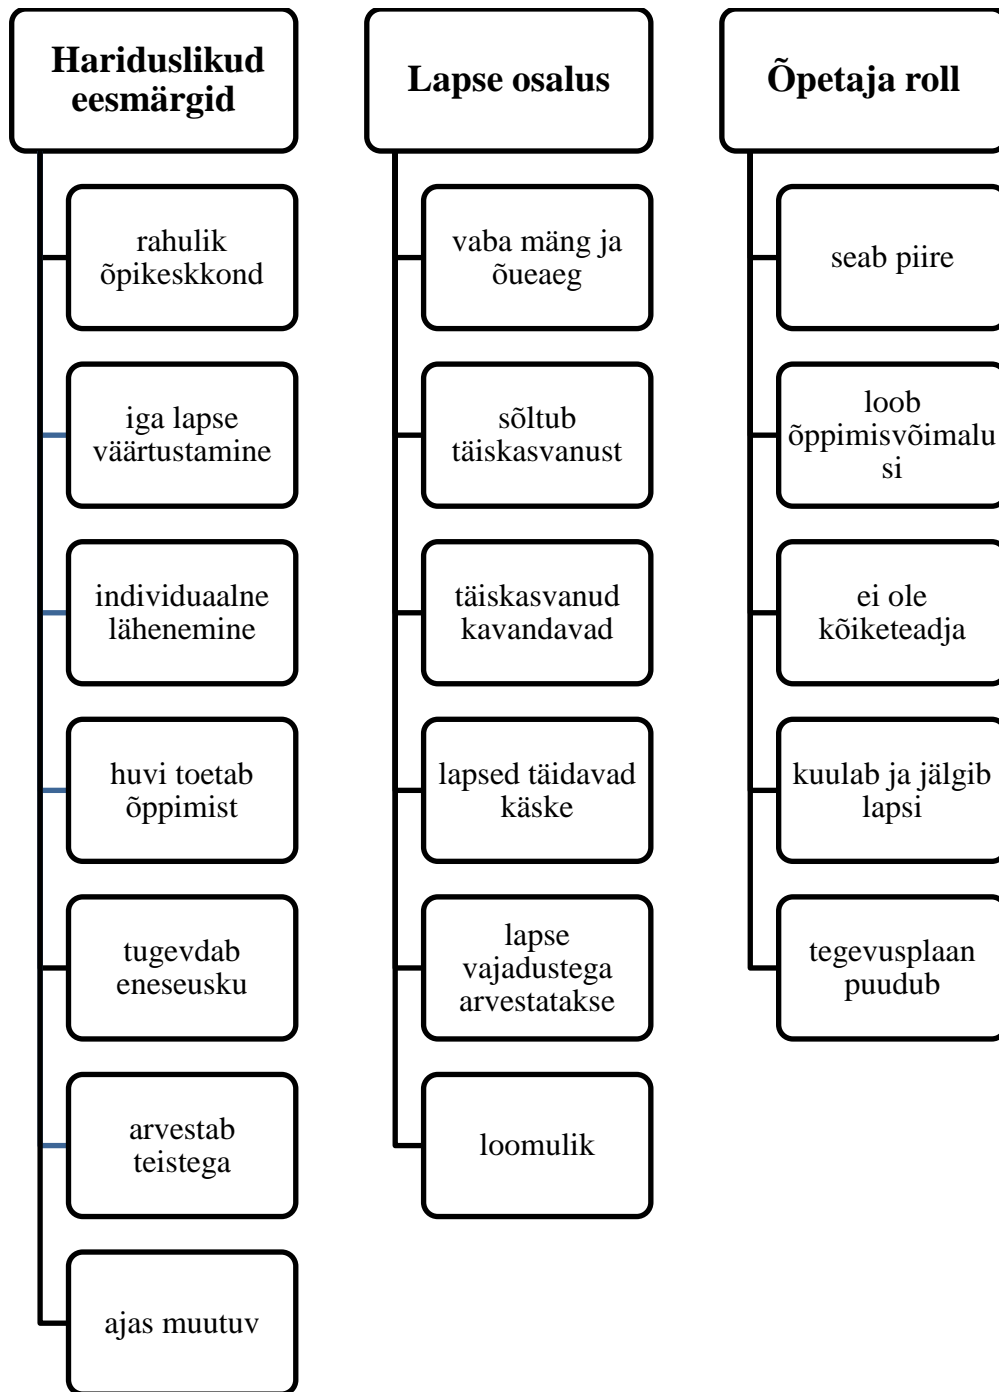 Hariduslikud
eesmärgid
rahulik
õpikeskkond
iga lapse
väärtustamine
individuaalne
lähenemine
huvi toetab
õppimist
tugevdab
eneseusku
arvestab
teistega
ajas muutuv
Lapse osalus
vaba mäng ja
õueaeg
sõltub
täiskasvanust
täiskasvanud
kavandavad
lapsed täidavad
käske
lapse
vajadustega
arvestatakse
loomulik
Õpetaja roll
seab piire
loob
õppimisvõimalu
si
ei ole
kõiketeadja
kuulab ja jälgib
lapsi
tegevusplaan
puudub